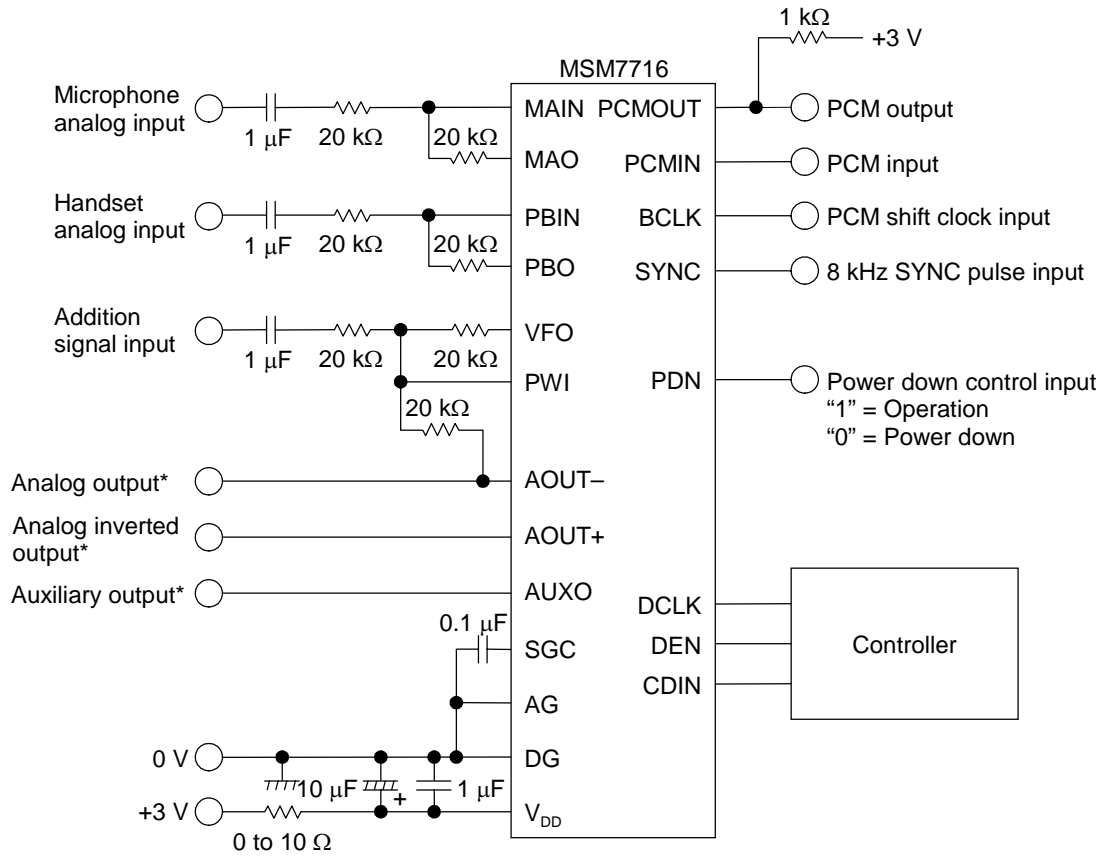 1 kΩ
+3 V
MSM7716
Microphone
analog input
1 μF
20 kΩ
20 kΩ
MAIN
MAO
PCMOUT
PCM output
PCMIN
PCM input
Handset
analog input
1 μF
20 kΩ
20 kΩ
PBIN
PBO
BCLK
PCM shift clock input
SYNC
8 kHz SYNC pulse input
Addition
signal input
1 μF
20 kΩ
20 kΩ
VFO
PWI
20 kΩ
PDN
Power down control input
“1” = Operation
“0” = Power down
Analog output*
AOUT–
Analog inverted
output*
AOUT+
Auxiliary output*
AUXO
DCLK
DEN
CDIN
Controller
0.1 μF
SGC
AG
0 V
DG
10 μF
+
1 μF
+3 V
VDD
0 to 10 Ω